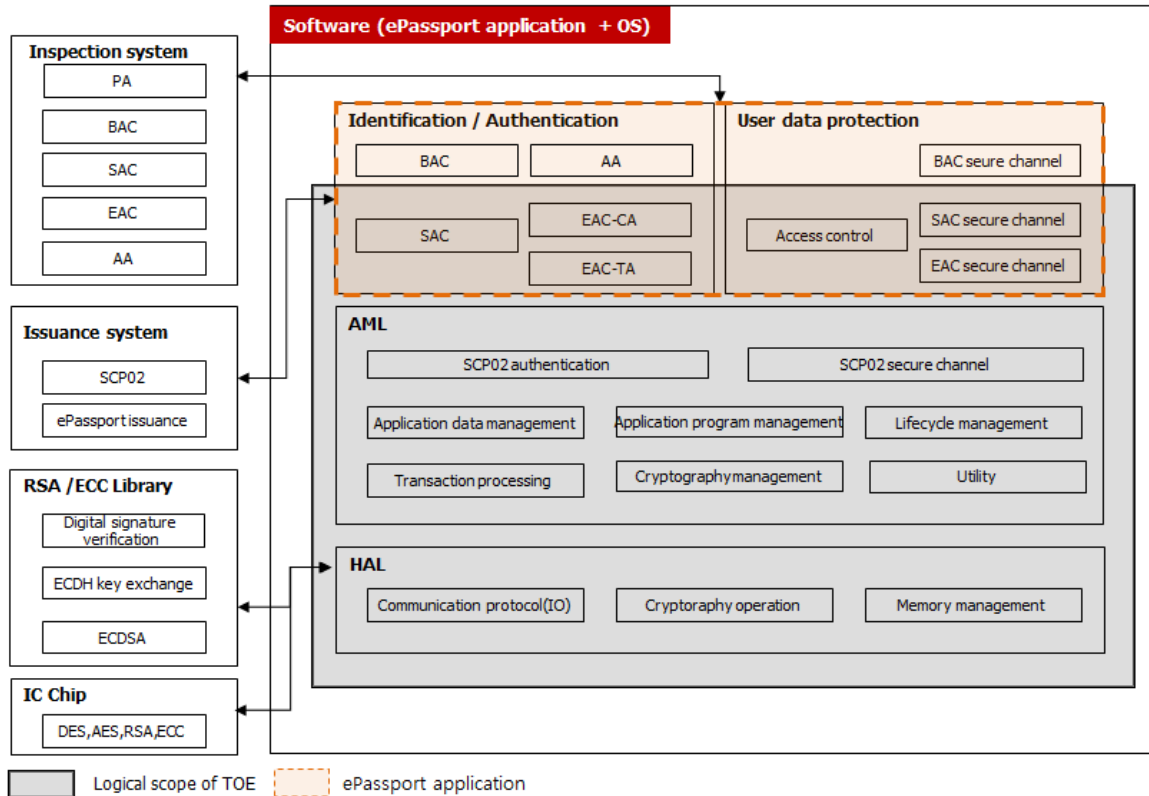 Software (ePassport application + OS)
Inspection system
PA
BAC
SAC
EAC
AA
Issuance system
SCP02
ePassport issuance
RSA /ECC Library
Digital signature
verification
ECDH key exchange
ECDSA
IC Chip
DES,AES,RSA,ECC
Identification / Authentication
BAC
AA
SAC
EAC-CA
EAC-TA
User data protection
BAC seure channel
Access control
SAC secure channel
EAC secure channel
AML
SCP02 authentication
SCP02 secure channel
Application data management
Application program management
Lifecycle management
Transaction processing
Cryptography management
Utility
HAL
Communication protocol(IO)
Cryptoraphy operation
Memory management
Logical scope of TOE
ePassport application